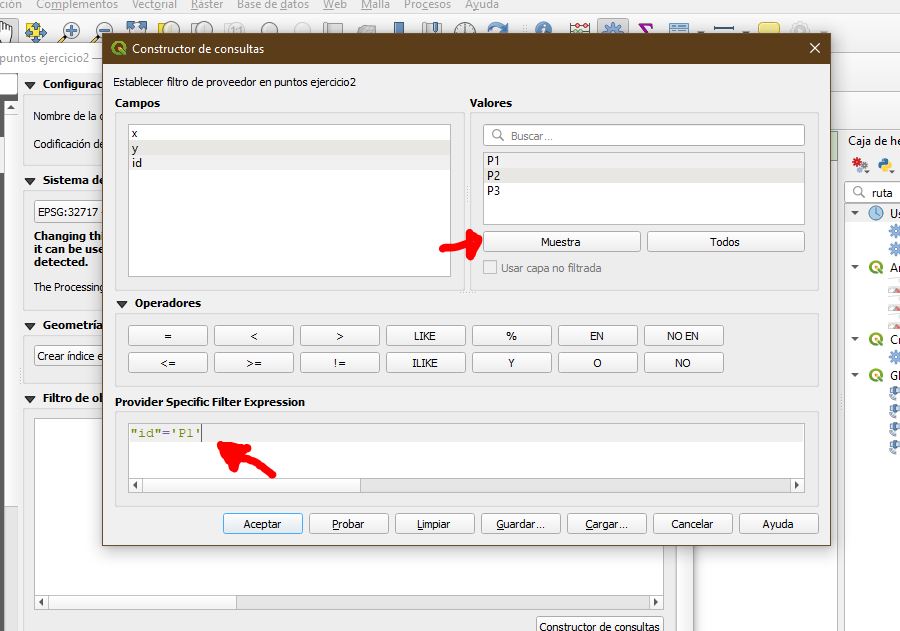 ción Complementos Vectorial Ráster Base de datos Web Malla Procesos Ayuda
puntos ejercicio2 —
Constructor de consultas
Establecer filtro de proveedor en puntos ejercicio2
Campos
x
y
id
Valores
Buscar...
P1
P2
P3
Muestra
Todos
Usar capa no filtrada
Operadores
= < > LIKE % EN NO EN
<= >= != ILIKE Y O NO
Provider Specific Filter Expression
"id"='P1'
Aceptar Probar Limpiar Guardar... Cargar... Cancelar Ayuda
Configurac
Nombre de la c
Codificación de
Sistema de
EPSG:32717
Changing thi
it can be use
detected.
The Processing
Geometría
Crear índice e
Filtro de ob
Constructor de consultas
Caja de he
ruta
Us